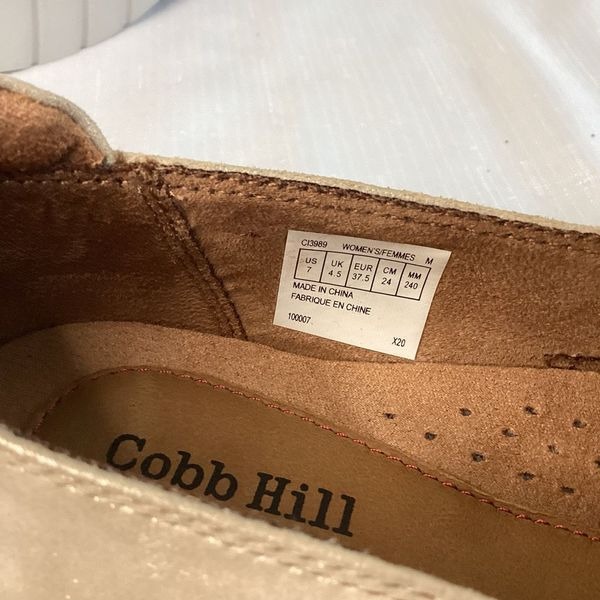 CI3989 WOMEN'S/FEMMES M
US UK EUR CM MM
7 4.5 37.5 24 240
MADE IN CHINA
FABRIQUE EN CHINE
100007 X20
Cobb Hill